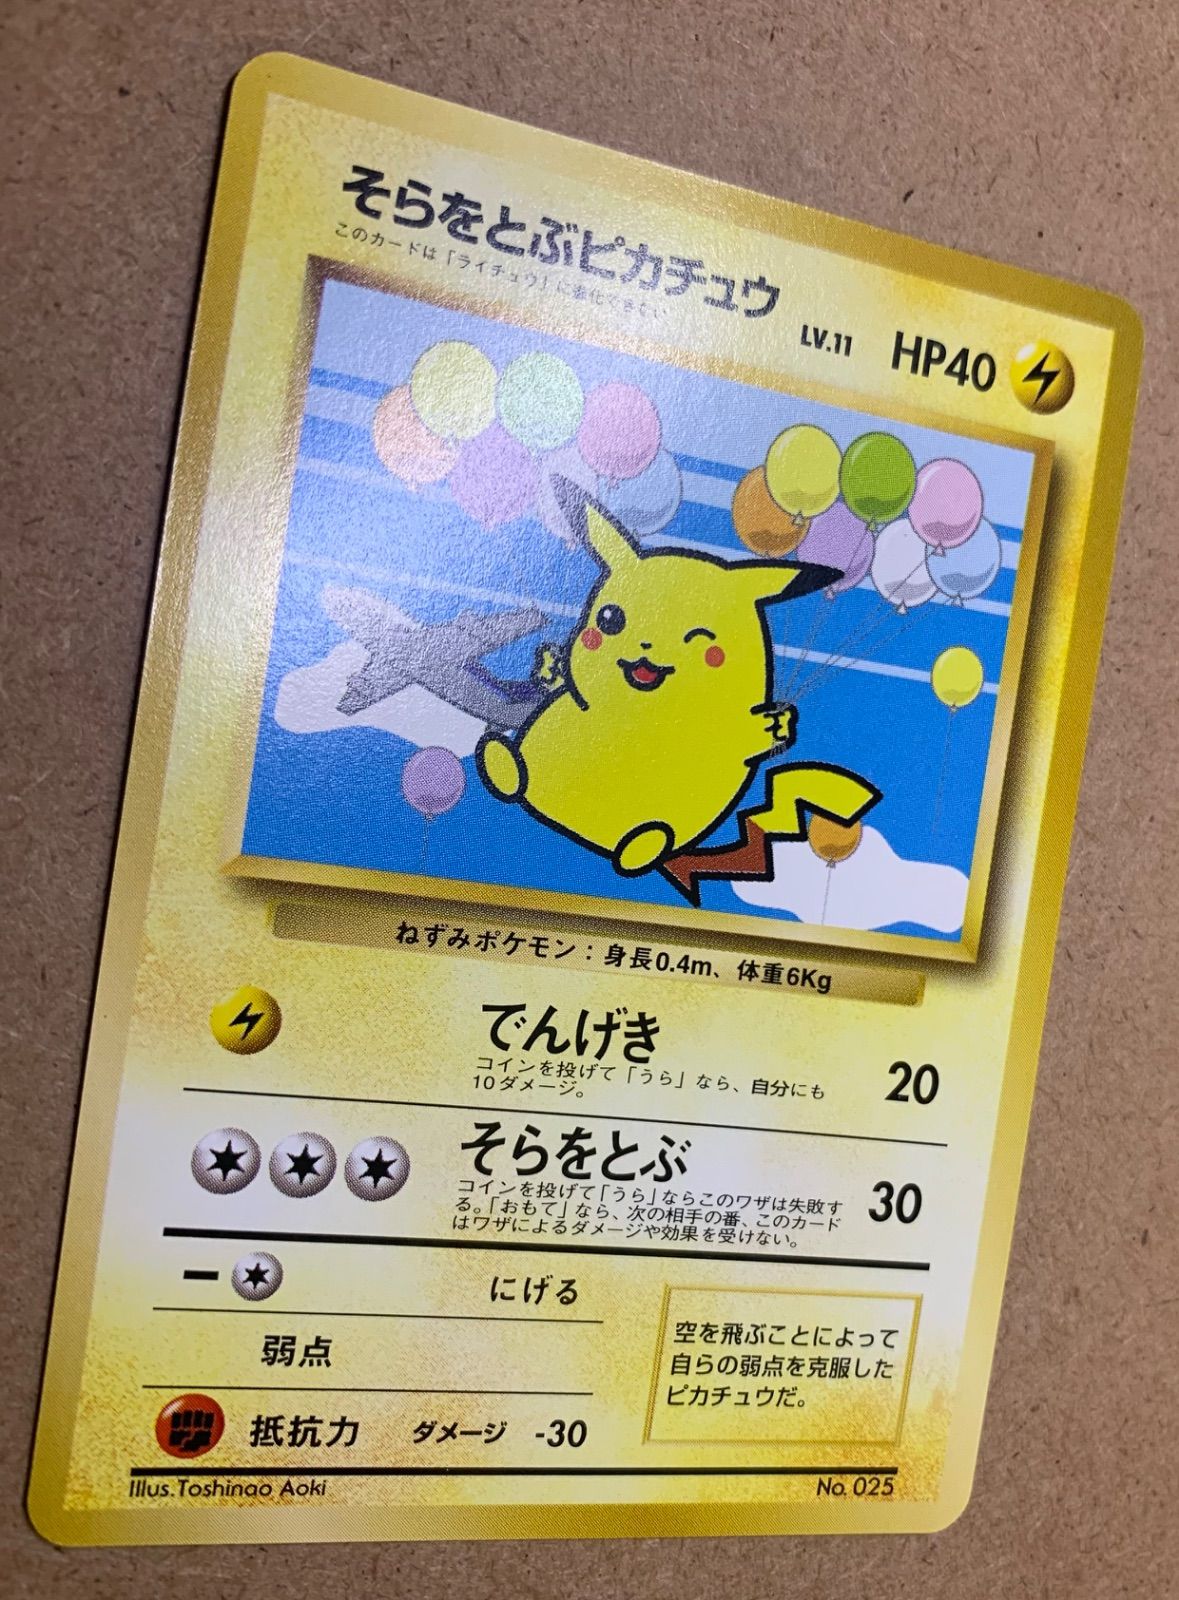 そらをとぶピカチュウ
このカードは「ライチュウ」に進化できない
LV.11 HP40
ねずみポケモン：身長0.4m、体重6Kg
でんげき 20
コインを投げて「うら」なら、自分にも
10ダメージ。
そらをとぶ 30
コインを投げて「うら」ならこのワザは失敗す
る。「おもて」なら、次の相手の番、このカード
はワザによるダメージや効果を受けない。
にげる
弱点
抵抗力 ダメージ -30
空を飛ぶことによって
自らの弱点を克服した
ピカチュウだ。
Illus.Toshinao Aoki No. 025